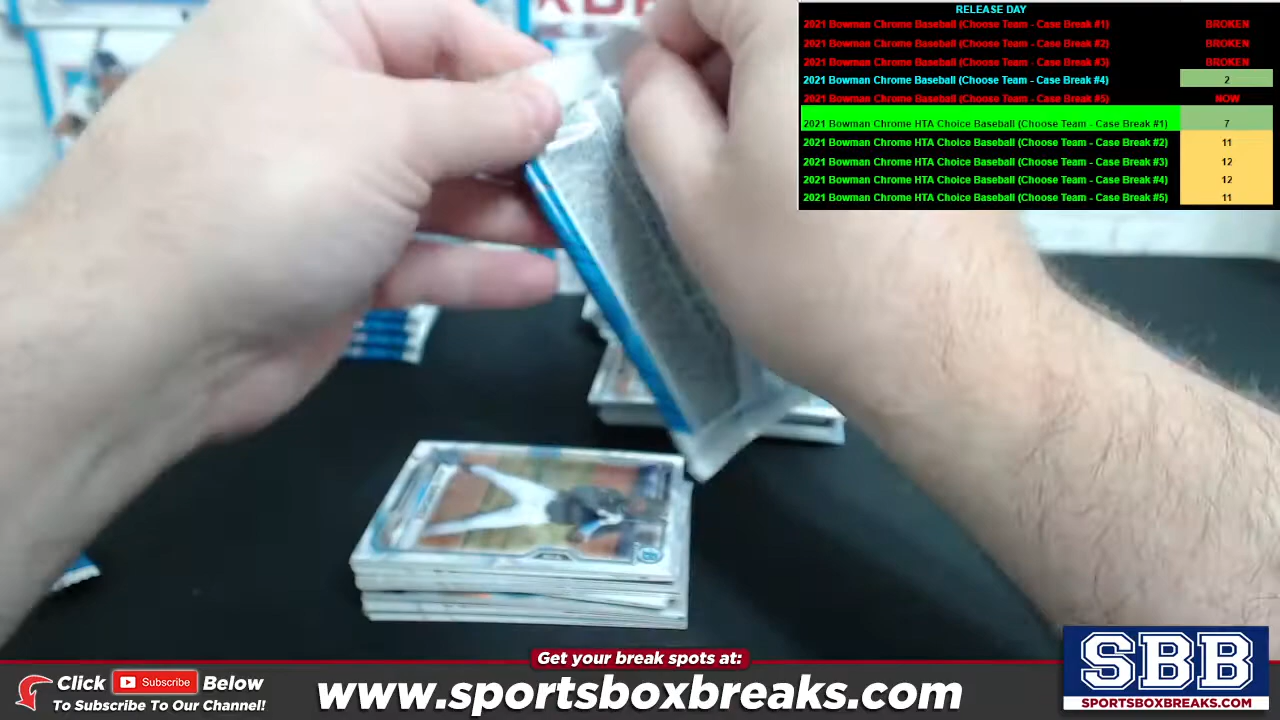 RELEASE DAY
2021 Bowman Chrome Baseball (Choose Team - Case Break #1) BROKEN
2021 Bowman Chrome Baseball (Choose Team - Case Break #2) BROKEN
2021 Bowman Chrome Baseball (Choose Team - Case Break #3) BROKEN
2021 Bowman Chrome Baseball (Choose Team - Case Break #4) 2
2021 Bowman Chrome Baseball (Choose Team - Case Break #5) NOW
2021 Bowman Chrome HTA Choice Baseball (Choose Team - Case Break #1) 7
2021 Bowman Chrome HTA Choice Baseball (Choose Team - Case Break #2) 11
2021 Bowman Chrome HTA Choice Baseball (Choose Team - Case Break #3) 12
2021 Bowman Chrome HTA Choice Baseball (Choose Team - Case Break #4) 12
2021 Bowman Chrome HTA Choice Baseball (Choose Team - Case Break #5) 11
Get your break spots at:
Click Subscribe Below
To Subscribe To Our Channel!
www.sportsboxbreaks.com
SBB
SPORTSBOXBREAKS.COM